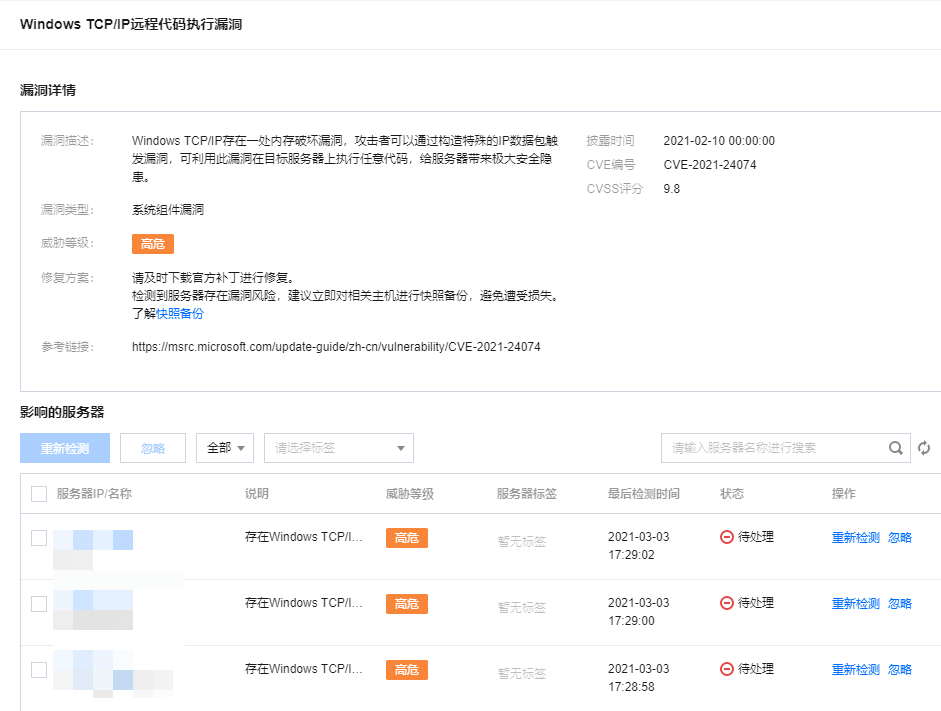 Windows TCP/IP远程代码执行漏洞
漏洞详情
漏洞描述：
Windows TCP/IP存在一处内存破坏漏洞，攻击者可以通过构造特殊的IP数据包触
发漏洞，可利用此漏洞在目标服务器上执行任意代码，给服务器带来极大安全隐
患。
披露时间 2021-02-10 00:00:00
CVE编号 CVE-2021-24074
CVSS评分 9.8
漏洞类型： 系统组件漏洞
威胁等级： 高危
修复方案： 请及时下载官方补丁进行修复。
检测到服务器存在漏洞风险，建议立即对相关主机进行快照备份，避免遭受损失。
了解快照备份
参考链接： https://msrc.microsoft.com/update-guide/zh-cn/vulnerability/CVE-2021-24074
影响的服务器
重新检测 忽略 全部 请选择标签 请输入服务器名称进行搜索
服务器IP/名称 说明 威胁等级 服务器标签 最后检测时间 状态 操作
存在Windows TCP/I... 高危 暂无标签 2021-03-03 待处理 重新检测 忽略
17:29:02
存在Windows TCP/I... 高危 暂无标签 2021-03-03 待处理 重新检测 忽略
17:29:00
存在Windows TCP/I... 高危 暂无标签 2021-03-03 待处理 重新检测 忽略
17:28:58